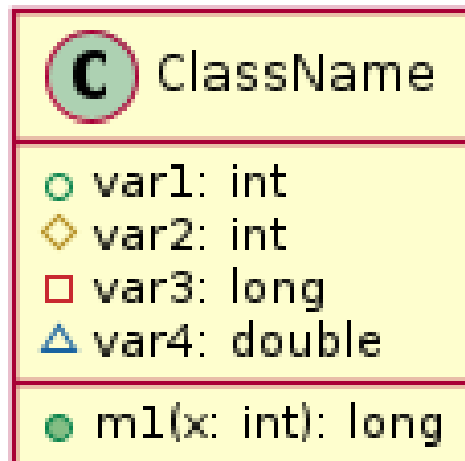 C ClassName
var1: int
var2: int
var3: long
var4: double
m1(x: int): long